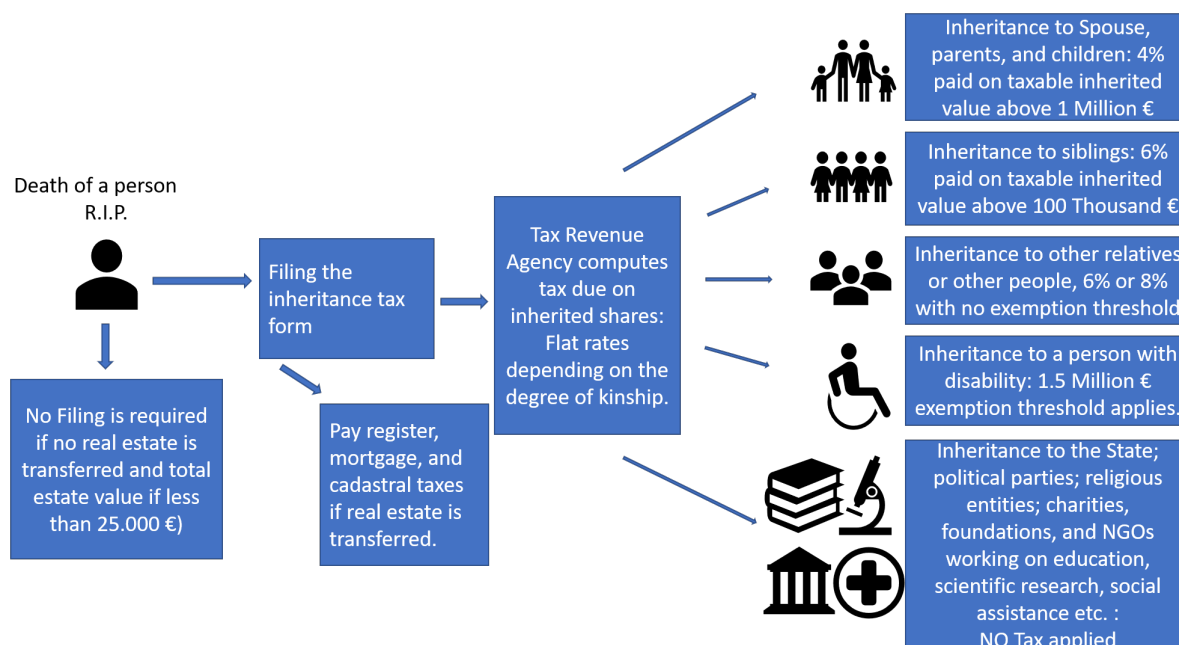 Death of a person
R.I.P.
No Filing is required
if no real estate is
transferred and total
estate value if less
than 25.000 €)
Filing the
inheritance tax
form
Pay register,
mortgage, and
cadastral taxes
if real estate is
transferred.
Tax Revenue
Agency computes
tax due on
inherited shares:
Flat rates
depending on the
degree of kinship.
Inheritance to Spouse,
parents, and children: 4%
paid on taxable inherited
value above 1 Million €
Inheritance to siblings: 6%
paid on taxable inherited
value above 100 Thousand €
Inheritance to other relatives
or other people, 6% or 8%
with no exemption threshold
Inheritance to a person with
disability: 1.5 Million €
exemption threshold applies.
Inheritance to the State;
political parties; religious
entities; charities,
foundations, and NGOs
working on education,
scientific research, social
assistance etc. :
NO Tax applied